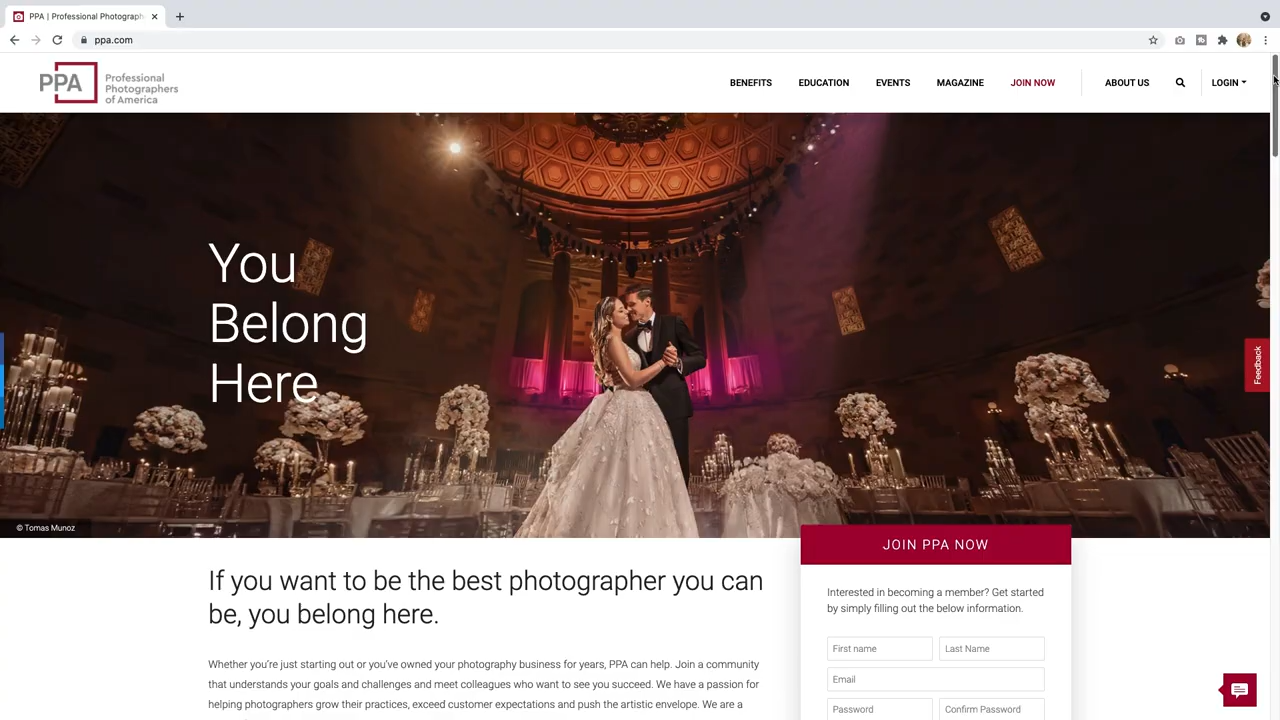 PPA | Professional Photograph
ppa.com
PPA
Professional
Photographers
of America
BENEFITS
EDUCATION
EVENTS
MAGAZINE
JOIN NOW
ABOUT US
LOGIN
You
Belong
Here
Feedback
© Tomas Munoz
JOIN PPA NOW
If you want to be the best photographer you can
be, you belong here.
Interested in becoming a member? Get started
by simply filling out the below information.
First name
Last Name
Email
Password
Confirm Password
Whether you're just starting out or you've owned your photography business for years, PPA can help. Join a community
that understands your goals and challenges and meet colleagues who want to see you succeed. We have a passion for
helping photographers grow their practices, exceed customer expectations and push the artistic envelope. We are a